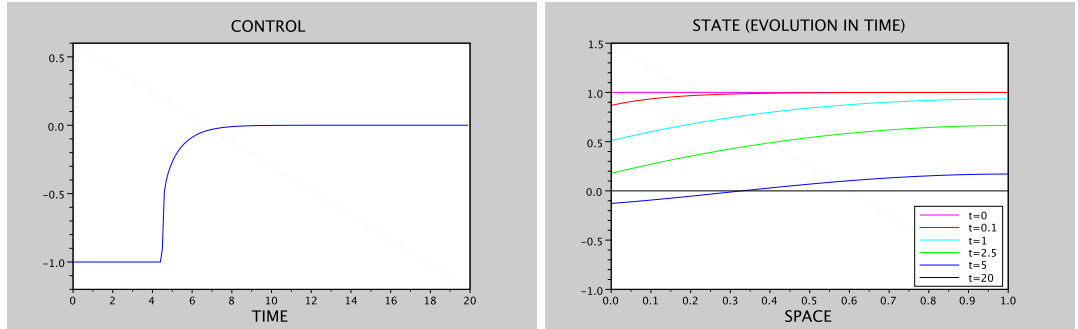 CONTROL
0.5
0.0
−0.5
−1.0
0 2 4 6 8 10 12 14 16 18 20
TIME
STATE (EVOLUTION IN TIME)
1.5
1.0
0.5
0.0
−0.5
−1.0
t=0
t=0.1
t=1
t=2.5
t=5
t=20
0.0 0.1 0.2 0.3 0.4 0.5 0.6 0.7 0.8 0.9 1.0
SPACE